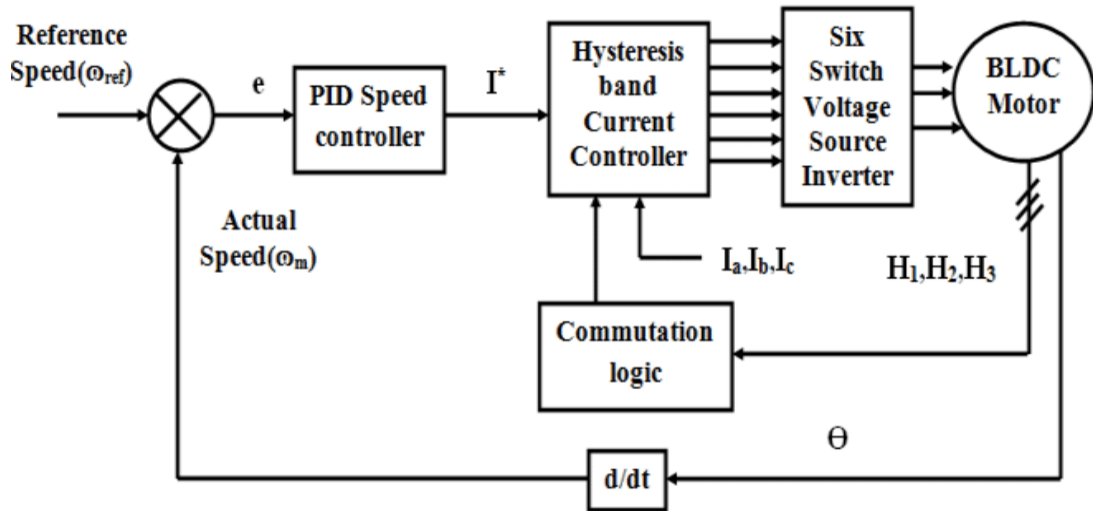 Reference
Speed(ωref)
e
PID Speed
controller
I*
Hysteresis
band
Current
Controller
Six
Switch
Voltage
Source
Inverter
BLDC
Motor
Actual
Speed(ωm)
Ia,Ib,Ic
H1,H2,H3
Commutation
logic
Θ
d/dt